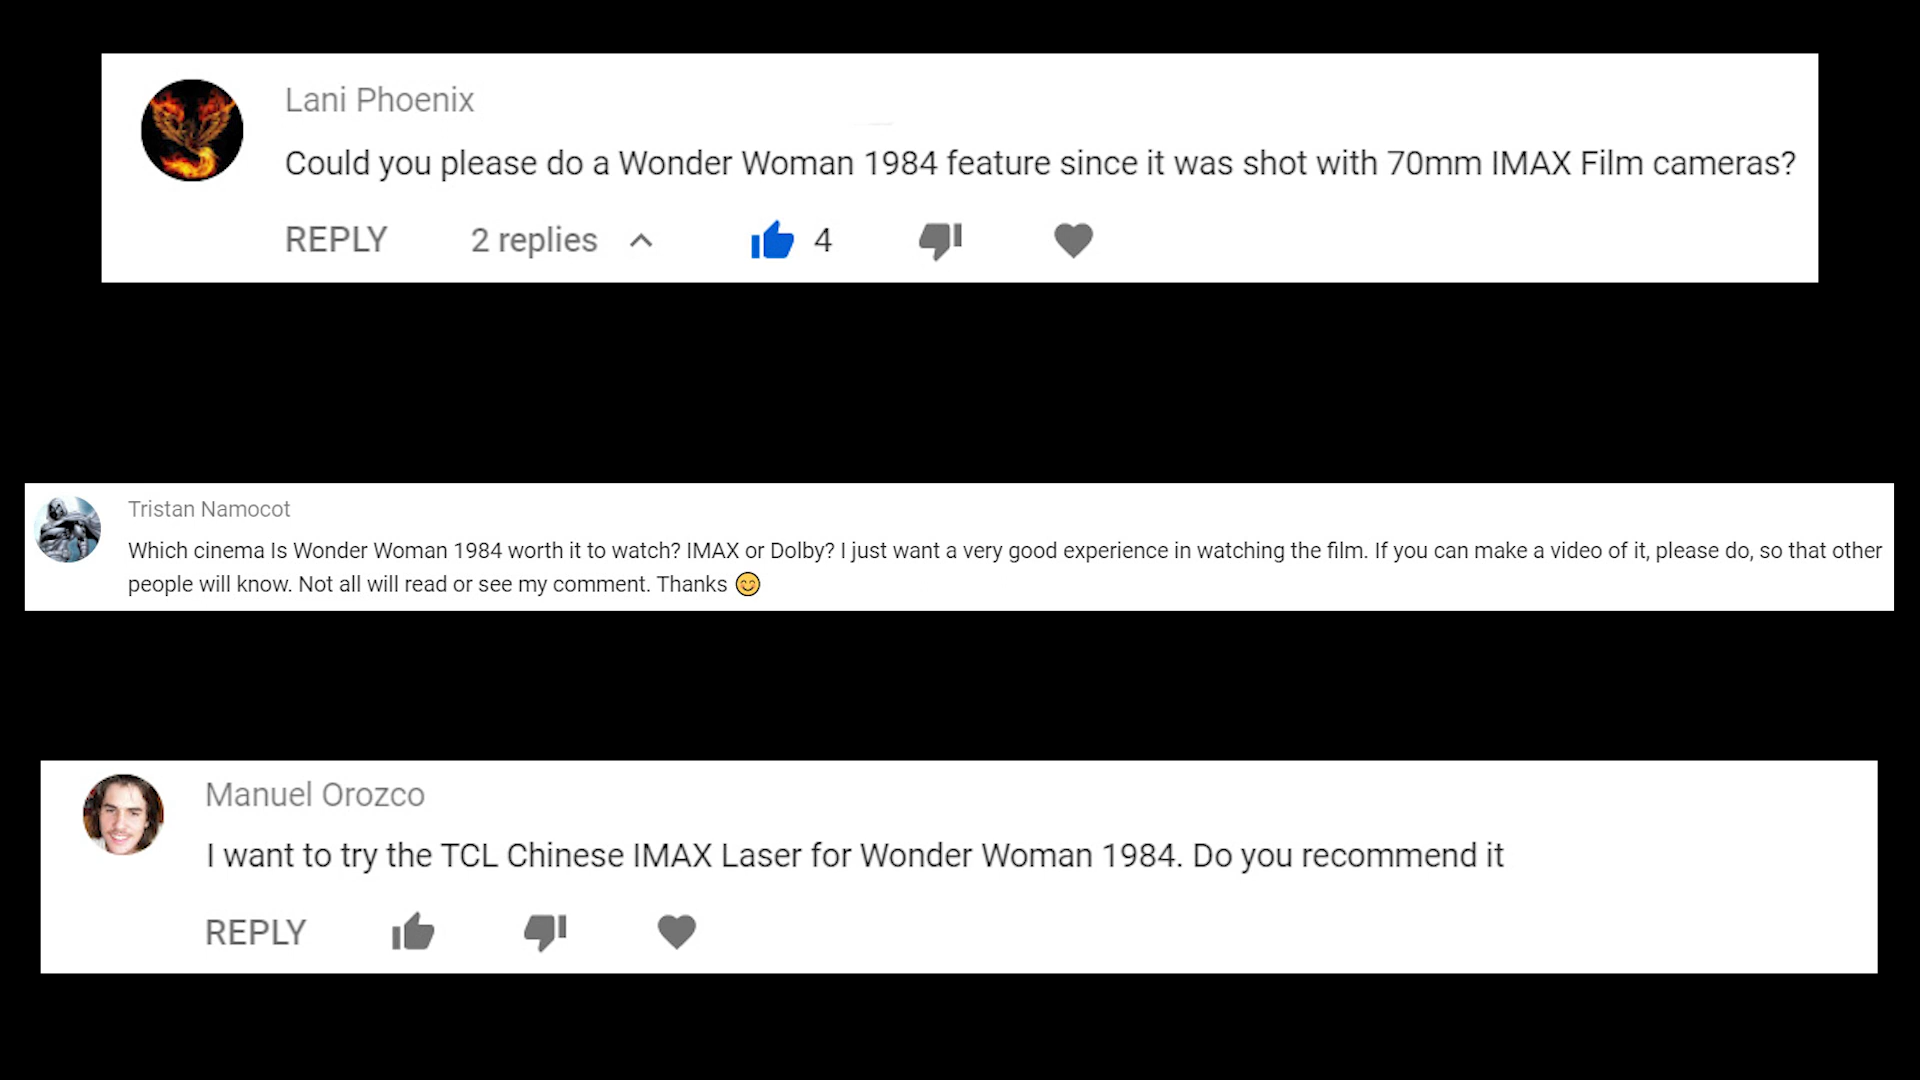 Lani Phoenix
Could you please do a Wonder Woman 1984 feature since it was shot with 70mm IMAX Film cameras?
REPLY 2 replies 4
Tristan Namocot
Which cinema Is Wonder Woman 1984 worth it to watch? IMAX or Dolby? I just want a very good experience in watching the film. If you can make a video of it, please do, so that other
people will know. Not all will read or see my comment. Thanks 😊
Manuel Orozco
I want to try the TCL Chinese IMAX Laser for Wonder Woman 1984. Do you recommend it
REPLY